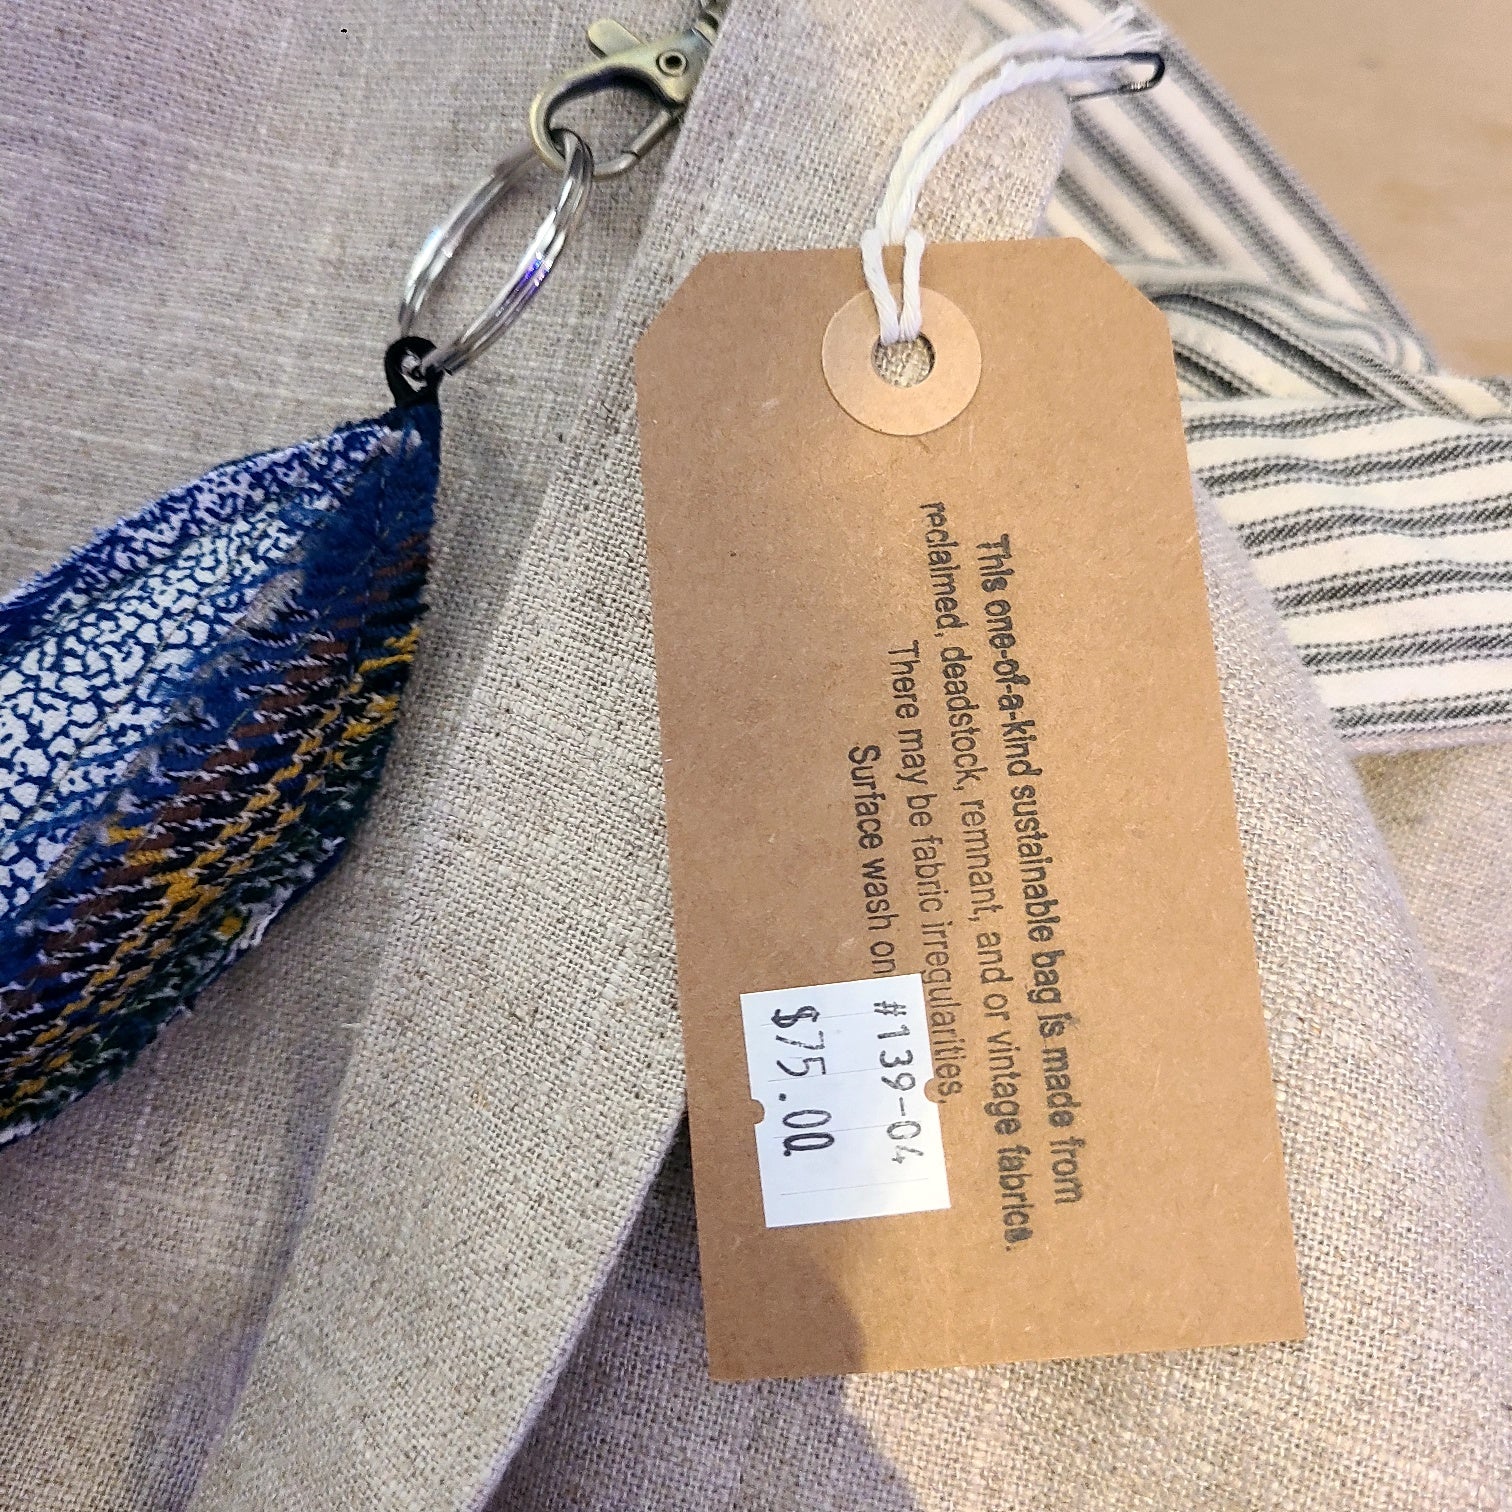 This one-of-a-kind sustainable bag is made from
reclaimed, deadstock, remnant, and or vintage fabrics.
There may be fabric irregularities,
Surface wash on
#139-04
$75.00